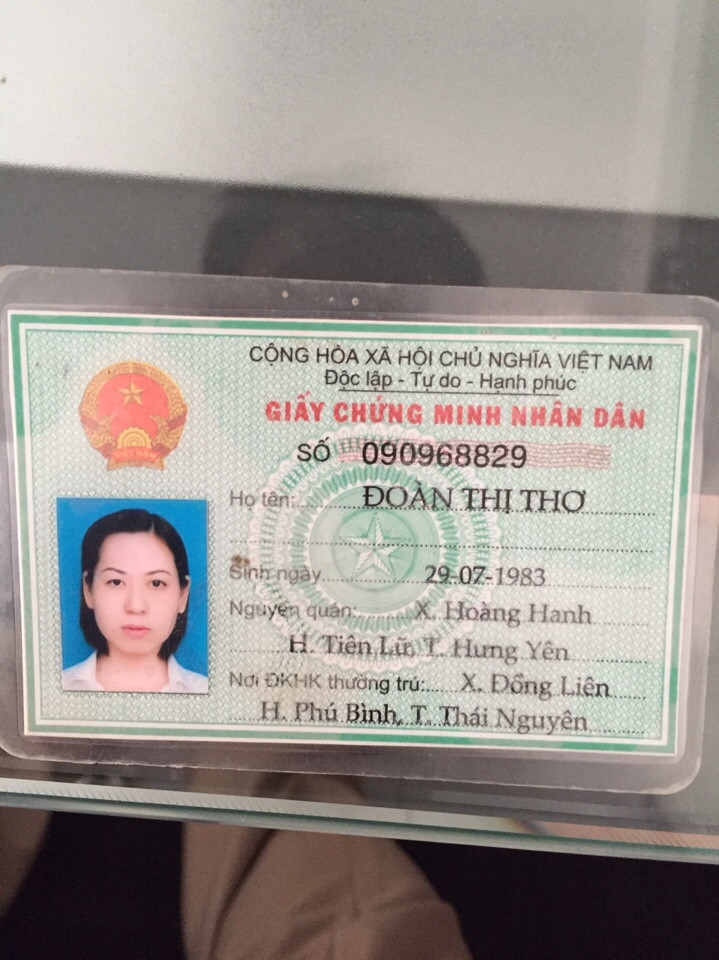 CỘNG HÒA XÃ HỘI CHỦ NGHĨA VIỆT NAM
Độc lập - Tự do - Hạnh phúc
GIẤY CHỨNG MINH NHÂN DÂN
SỐ 090968829
Họ tên: ĐOÀN THỊ THƠ
Sinh ngày 29-07-1983
Nguyên quán: X. Hoàng Hanh
H. Tiên Lữ, T. Hưng Yên
Nơi ĐKHK thường trú: X. Đồng Liên
H. Phú Bình, T. Thái Nguyên
VIỆT NAM